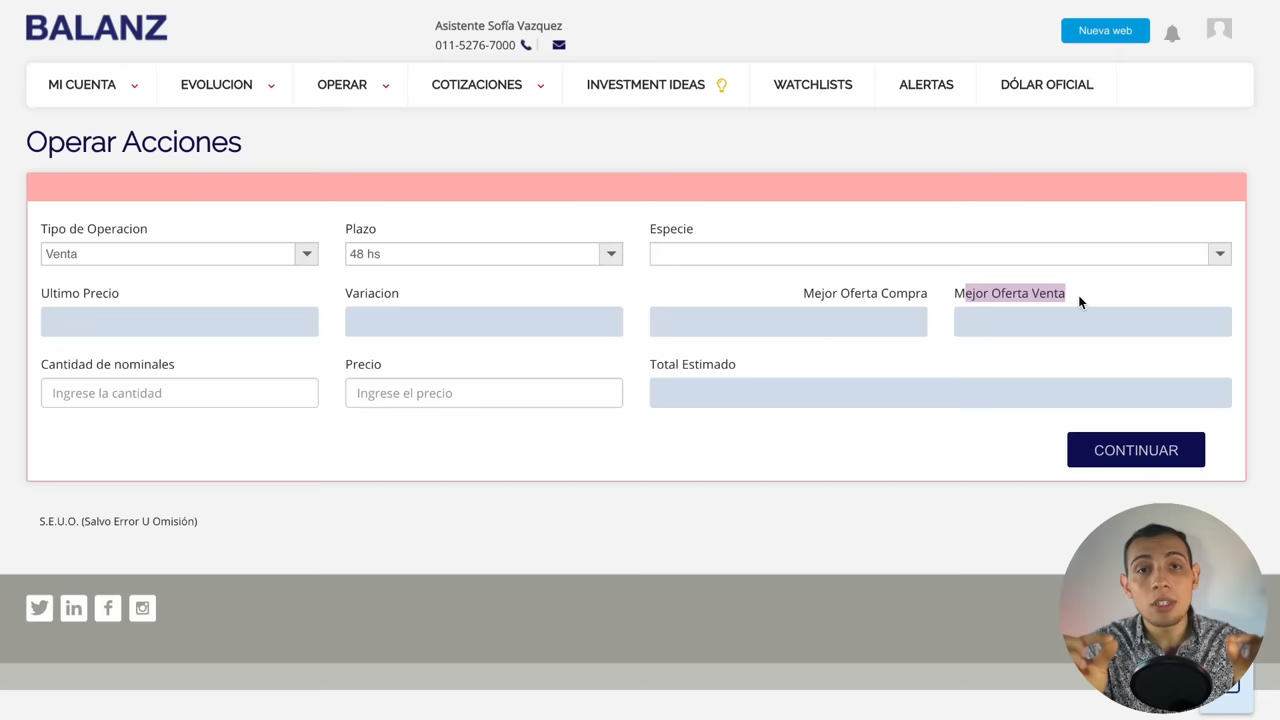 BALANZ
Asistente Sofía Vazquez
011-5276-7000
Nueva web
MI CUENTA
EVOLUCION
OPERAR
COTIZACIONES
INVESTMENT IDEAS
WATCHLISTS
ALERTAS
DÓLAR OFICIAL
Operar Acciones
Tipo de Operacion
Plazo
Especie
Venta
48 hs
Ultimo Precio
Variacion
Mejor Oferta Compra
Mejor Oferta Venta
Cantidad de nominales
Precio
Total Estimado
Ingrese la cantidad
Ingrese el precio
CONTINUAR
S.E.U.O. (Salvo Error U Omisión)